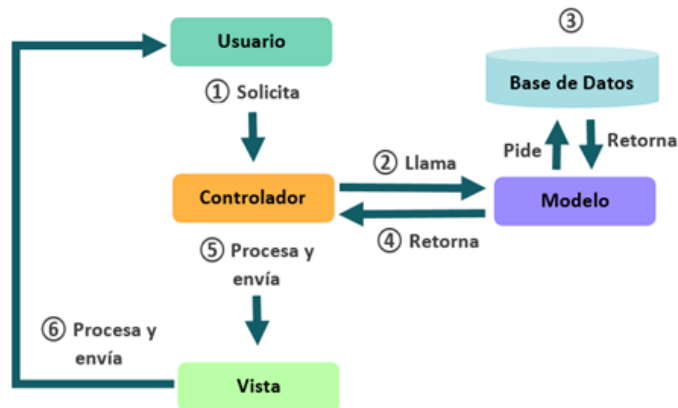 Usuario
③
① Solicita
Base de Datos
Pide
Retorna
② Llama
Controlador
Modelo
④ Retorna
⑤ Procesa y
envía
⑥ Procesa y
envía
Vista